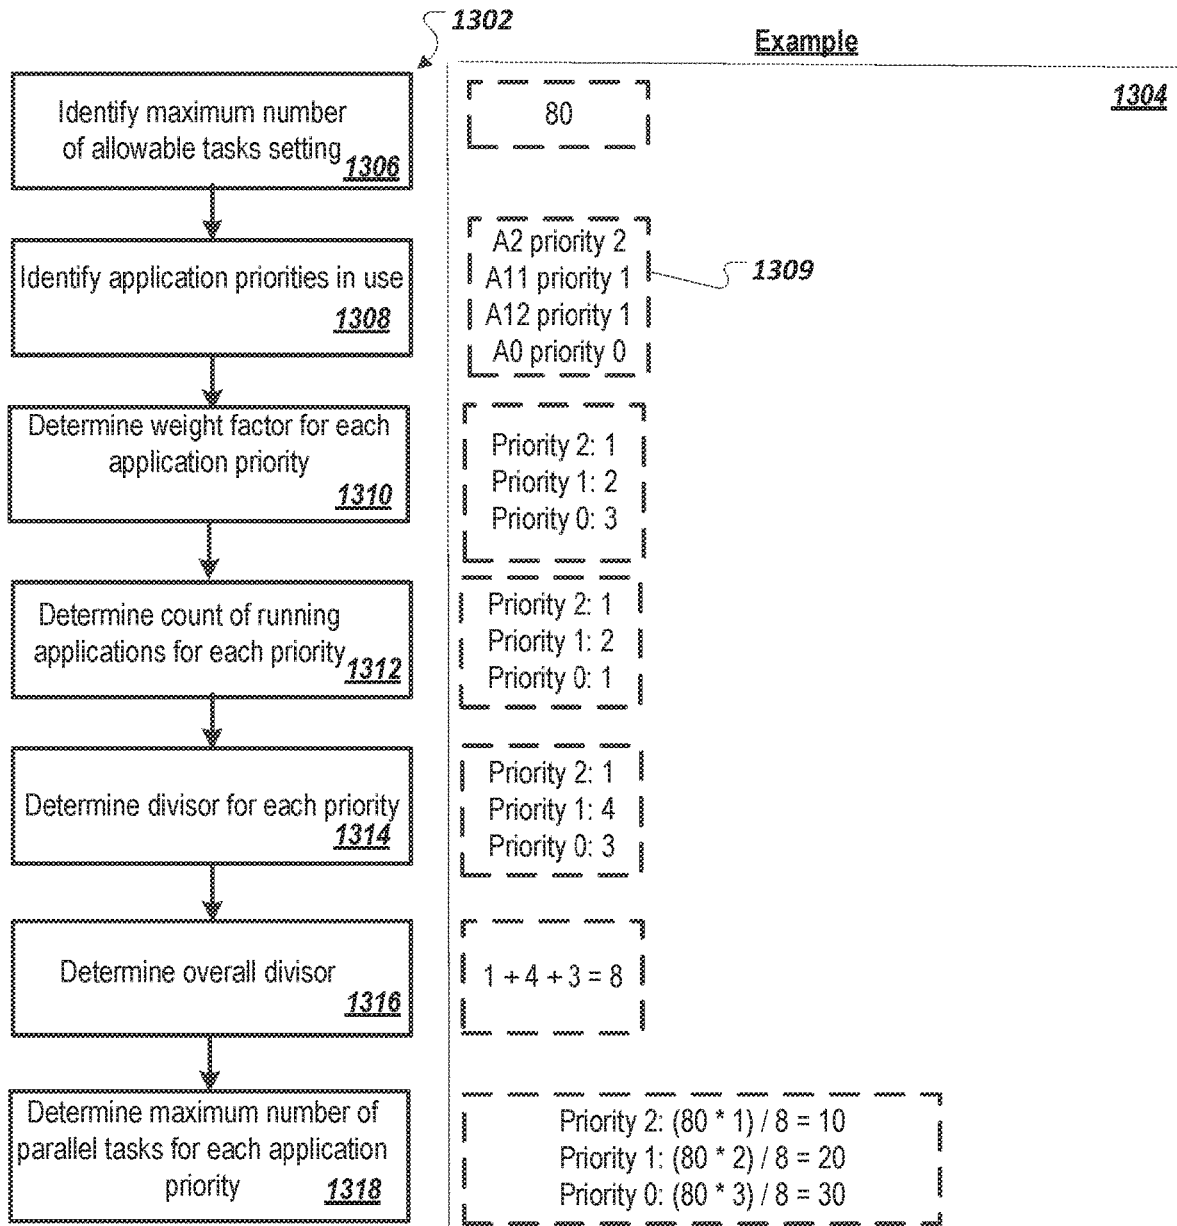 1302
Example
1304
Identify maximum number
of allowable tasks setting
1306
80
Identify application priorities in use
1308
A2 priority 2
A11 priority 1
A12 priority 1
A0 priority 0
1309
Determine weight factor for each
application priority
1310
Priority 2: 1
Priority 1: 2
Priority 0: 3
Determine count of running
applications for each priority
1312
Priority 2: 1
Priority 1: 2
Priority 0: 1
Determine divisor for each priority
1314
Priority 2: 1
Priority 1: 4
Priority 0: 3
Determine overall divisor
1316
1 + 4 + 3 = 8
Determine maximum number of
parallel tasks for each application
priority
1318
Priority 2: (80 * 1) / 8 = 10
Priority 1: (80 * 2) / 8 = 20
Priority 0: (80 * 3) / 8 = 30